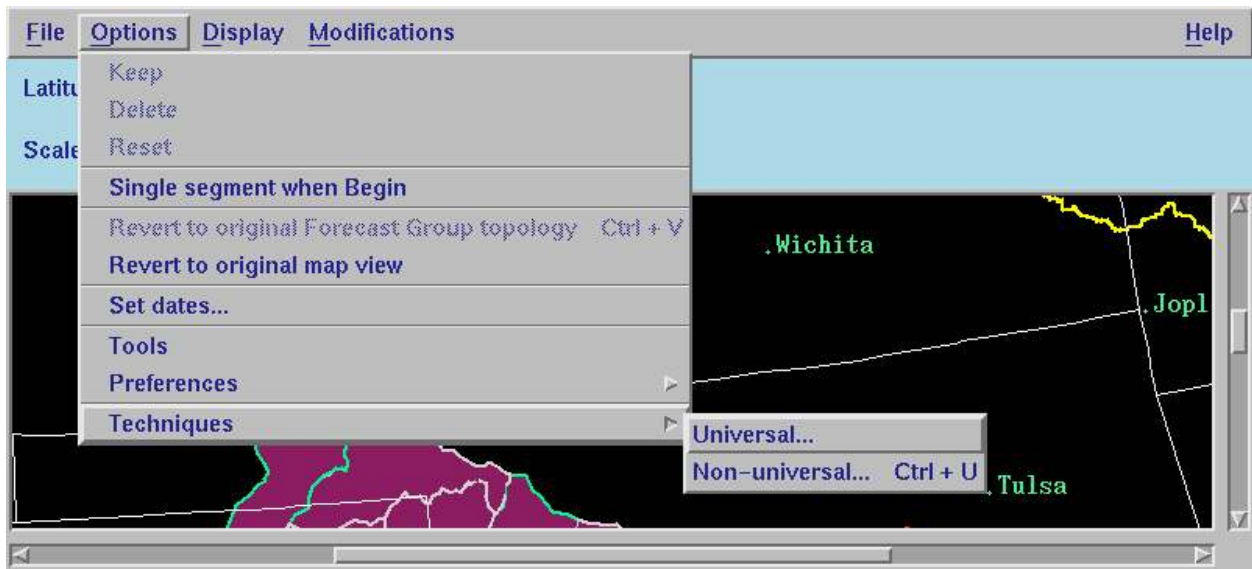 File Options Display Modifications Help
Latitu
Scale
Keep
Delete
Reset
Single segment when Begin
Revert to original Forecast Group topology Ctrl + V
Revert to original map view
Set dates...
Tools
Preferences
Techniques
Universal...
Non-universal... Ctrl + U
.Wichita
.Jopl
.Tulsa